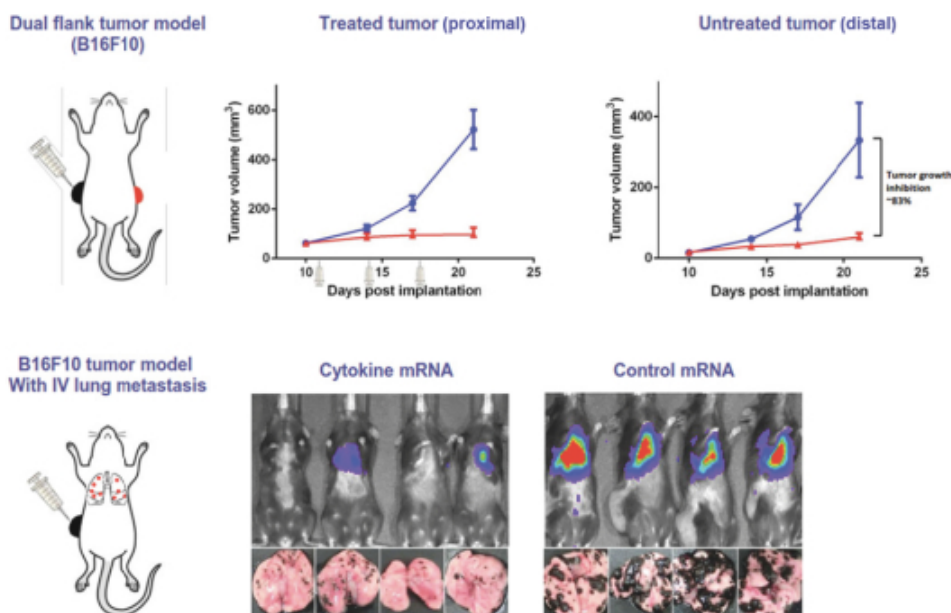 Dual flank tumor model
(B16F10)
Treated tumor (proximal)
Untreated tumor (distal)
Tumor volume (mm³)
600
400
200
0
10
15
20
25
Days post implantation
Tumor volume (mm³)
400
300
200
100
0
10
15
20
25
Days post implantation
Tumor growth
inhibition
~83%
B16F10 tumor model
With IV lung metastasis
Cytokine mRNA
Control mRNA